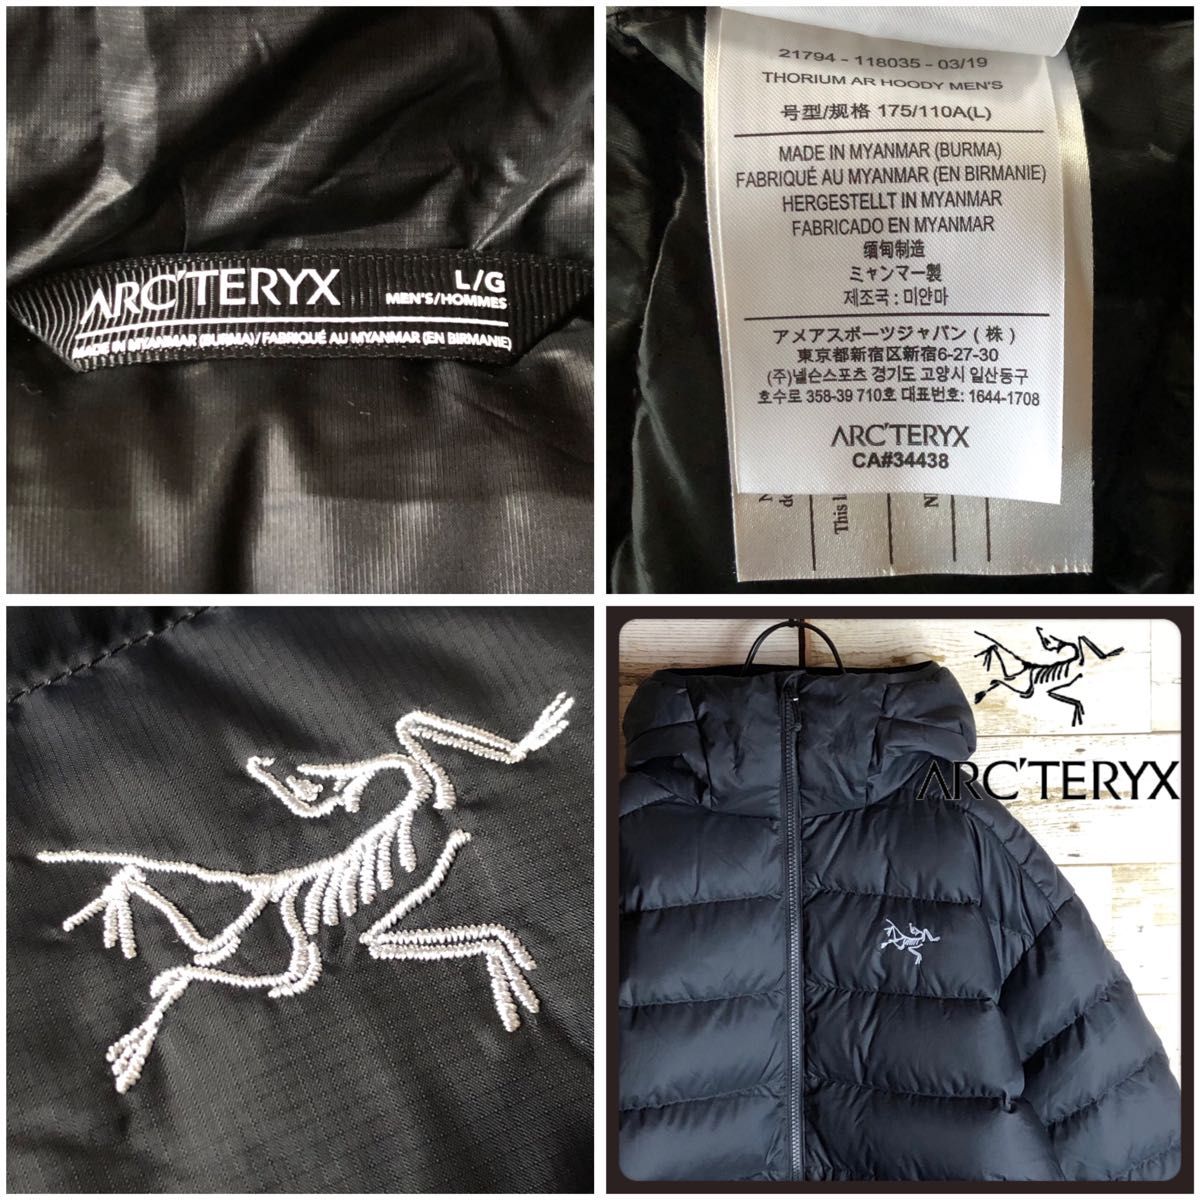 ARC'TERYX
L/G
MEN'S/HOMMES
MADE IN MYANMAR (BURMA) / FABRIQUÉ AU MYANMAR (EN BIRMANIE)
21794 - 118035 - 03/19
THORIUM AR HOODY MEN'S
号型/规格 175/110A(L)
MADE IN MYANMAR (BURMA)
FABRIQUÉ AU MYANMAR (EN BIRMANIE)
HERGESTELLT IN MYANMAR
FABRICADO EN MYANMAR
缅甸制造
ミャンマー製
제조국 : 미얀마
アメアスポーツジャパン (株)
東京都新宿区新宿6-27-30
(주)넬슨스포츠 경기도 고양시 일산동구
호수로 358-39 710호 대표번호: 1644-1708
ARC'TERYX
CA#34438
ARC'TERYX